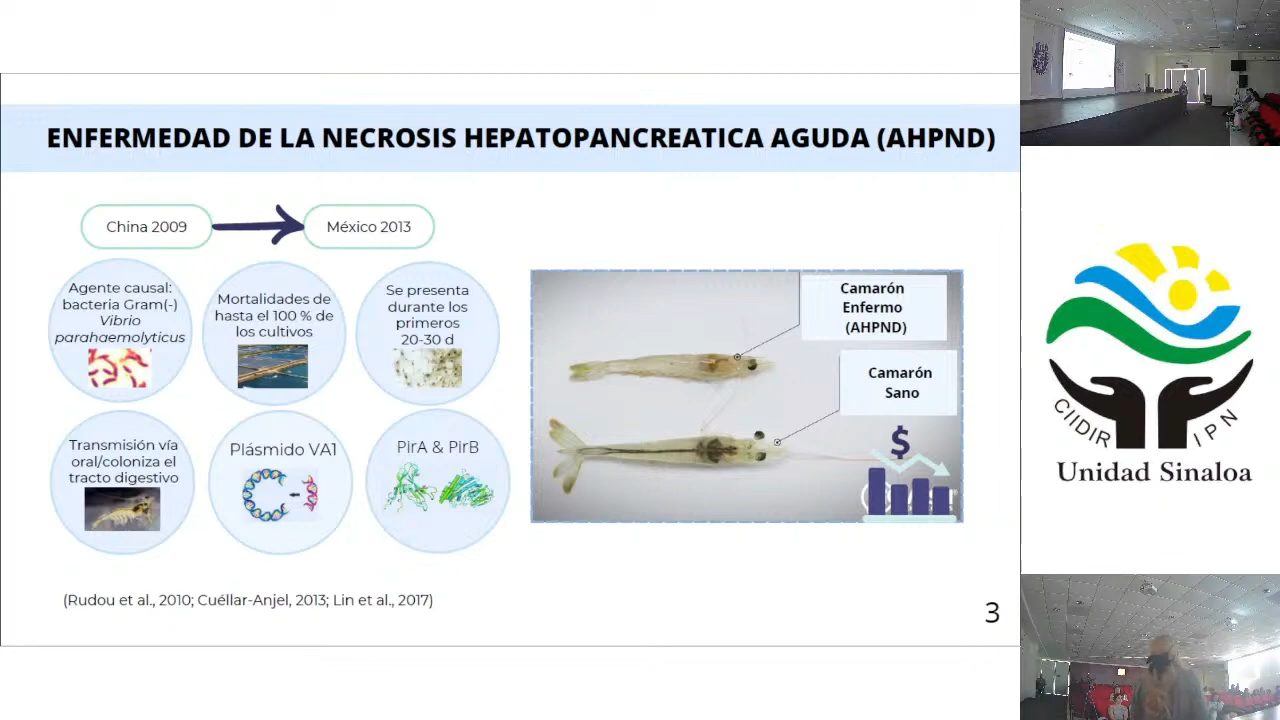 ENFERMEDAD DE LA NECROSIS HEPATOPANCREATICA AGUDA (AHPND)
China 2009
México 2013
Agente causal:
bacteria Gram(-)
Vibrio
parahaemolyticus
Mortalidades de
hasta el 100 % de
los cultivos
Se presenta
durante los
primeros
20-30 d
Transmisión vía
oral/coloniza el
tracto digestivo
Plásmido VA1
PirA & PirB
Camarón
Enfermo
(AHPND)
Camarón
Sano
$
(Rudou et al., 2010; Cuéllar-Anjel, 2013; Lin et al., 2017)
3
CIIDIR IPN
Unidad Sinaloa